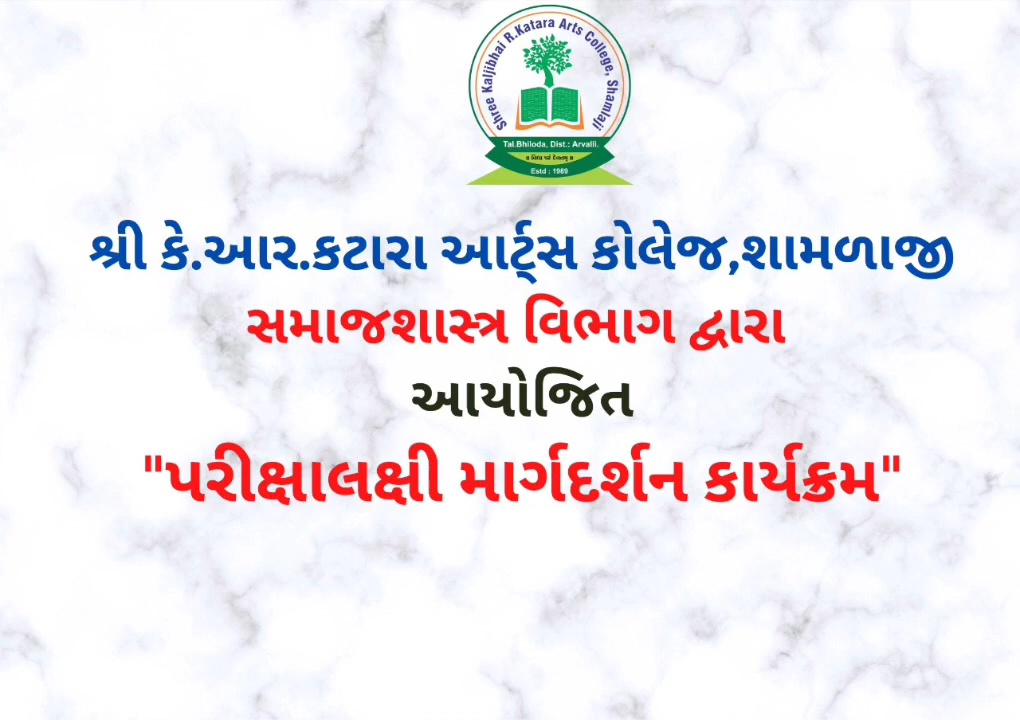 Shree Kaljibhai R.Katara Arts College, Shamlaji
Tal.Bhiloda, Dist.: Arvalli.
Estd : 1989
શ્રી કે.આર.કટારા આર્ટ્સ કોલેજ,શામળાજી
સમાજશાસ્ત્ર વિભાગ દ્વારા
આયોજિત
"પરીક્ષાલક્ષી માર્ગદર્શન કાર્યક્રમ"